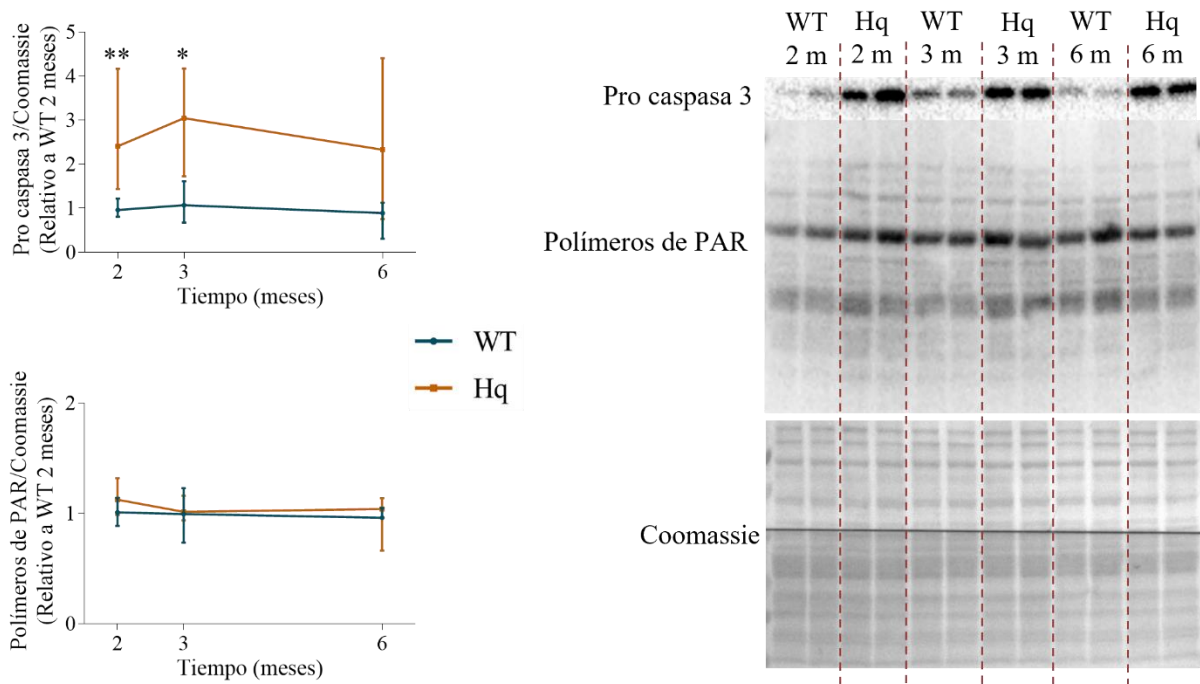 Pro caspasa 3/Coomassie
(Relativo a WT 2 meses)
5
4
3
2
1
0
**
*
2
3
6
Tiempo (meses)
WT
Hq
Polímeros de PAR/Coomassie
(Relativo a WT 2 meses)
2
1
0
2
3
6
Tiempo (meses)
WT
2 m
Hq
2 m
WT
3 m
Hq
3 m
WT
6 m
Hq
6 m
Pro caspasa 3
Polímeros de PAR
Coomassie